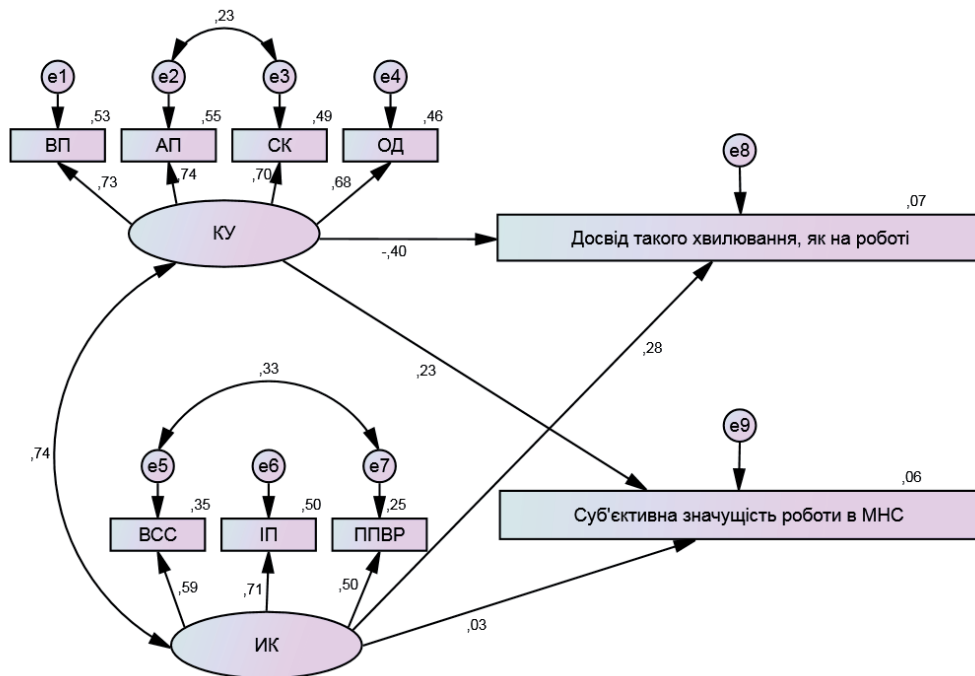 ,23
e1
e2
e3
e4
,53
,55
,49
,46
ВП
АП
СК
ОД
,73
,74
,70
,68
КУ
e8
,07
Досвід такого хвилювання, як на роботі
-,40
,28
,23
,33
,74
e5
e6
e7
,35
,50
,25
ВСС
ІП
ППВР
,59
,71
,50
ИК
e9
,06
Суб'єктивна значущість роботи в МНС
,03